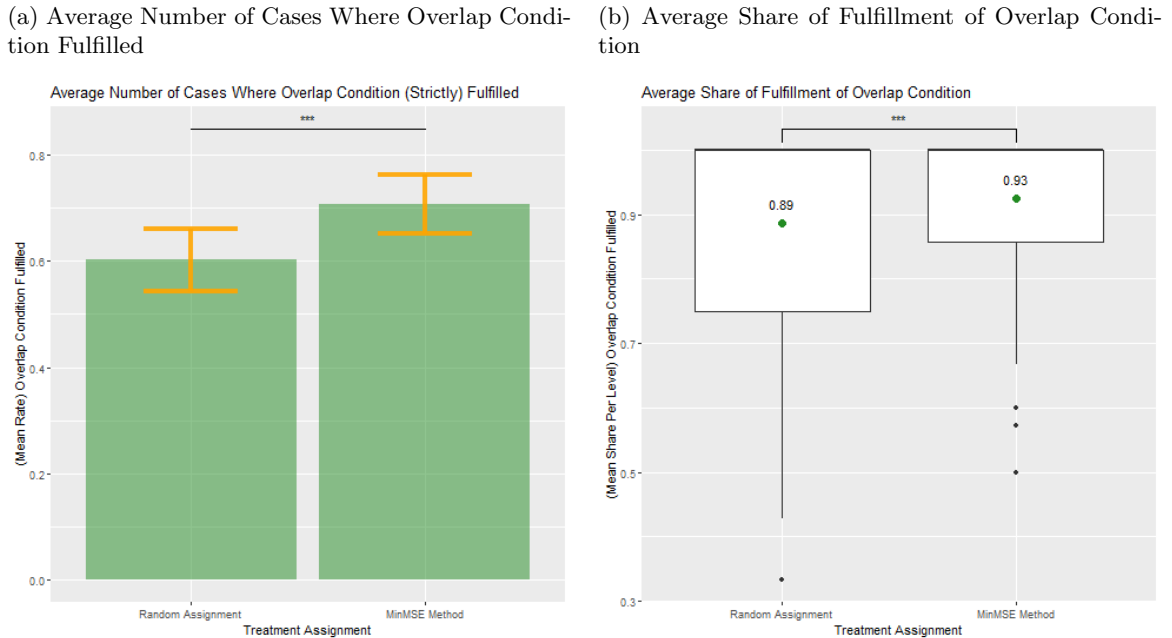 (a) Average Number of Cases Where Overlap Condi-
tion Fulfilled
Average Number of Cases Where Overlap Condition (Strictly) Fulfilled
***
(Mean Rate) Overlap Condition Fulfilled
0.8
0.6
0.4
0.2
0.0
Random Assignment
MinMSE Method
Treatment Assignment
(b) Average Share of Fulfillment of Overlap Condi-
tion
Average Share of Fulfillment of Overlap Condition
***
0.89
0.93
(Mean Share Per Level) Overlap Condition Fulfilled
0.9
0.7
0.5
0.3
Random Assignment
MinMSE Method
Treatment Assignment